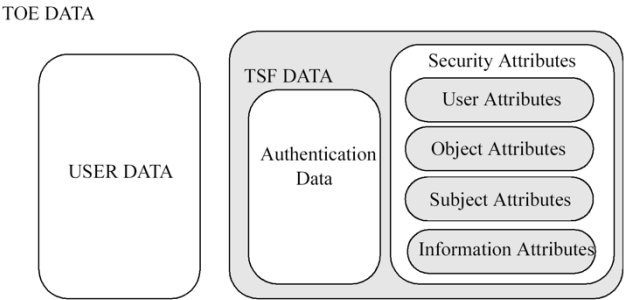 TOE DATA
USER DATA
TSF DATA
Authentication
Data
Security Attributes
User Attributes
Object Attributes
Subject Attributes
Information Attributes